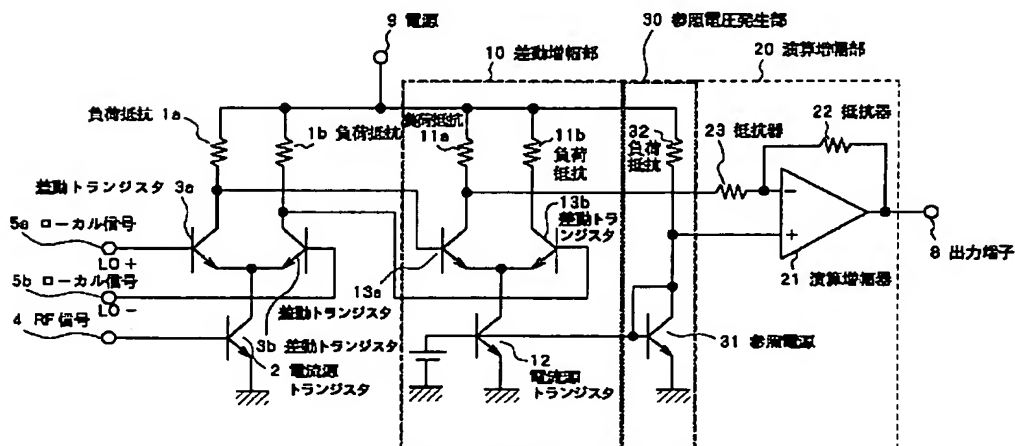 9 電源
10 差動増幅部
30 参照電圧発生部
20 演算増幅部
負荷抵抗 1a
1b 負荷抵抗
負荷抵抗
11a
11b
負荷
抵抗
32
負荷
抵抗
23 抵抗器
22 抵抗器
差動トランジスタ 3a
5a ローカル信号
LO +
5b ローカル信号
LO -
4 RF 信号
13a
13b
差動トラ
ンジスタ
差動トランジスタ
3b 差動トランジスタ
2 電流源
トランジスタ
12
電流源
トランジスタ
31 参照電源
-
+
21 演算増幅器
8 出力端子